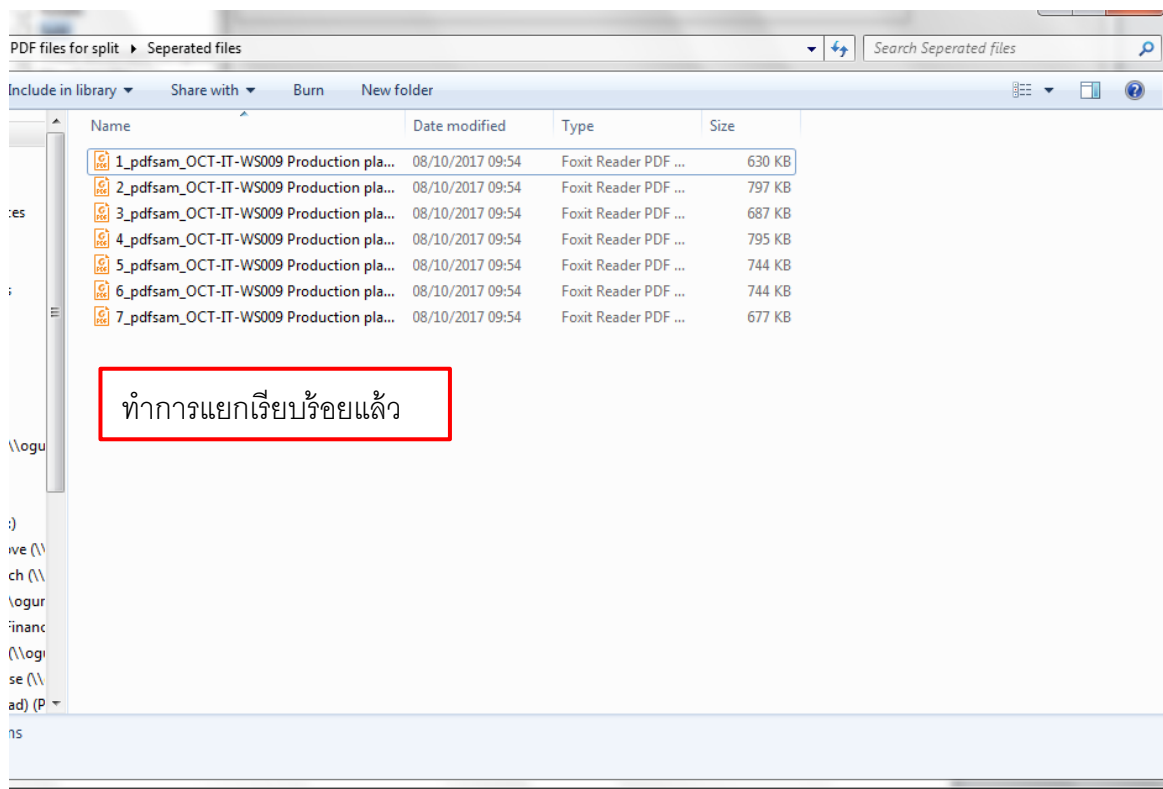 PDF files for split ▸ Seperated files
Search Seperated files
Include in library
Share with
Burn
New folder
Name Date modified Type Size
1_pdfsam_OCT-IT-WS009 Production pla... 08/10/2017 09:54 Foxit Reader PDF ... 630 KB
2_pdfsam_OCT-IT-WS009 Production pla... 08/10/2017 09:54 Foxit Reader PDF ... 797 KB
3_pdfsam_OCT-IT-WS009 Production pla... 08/10/2017 09:54 Foxit Reader PDF ... 687 KB
4_pdfsam_OCT-IT-WS009 Production pla... 08/10/2017 09:54 Foxit Reader PDF ... 795 KB
5_pdfsam_OCT-IT-WS009 Production pla... 08/10/2017 09:54 Foxit Reader PDF ... 744 KB
6_pdfsam_OCT-IT-WS009 Production pla... 08/10/2017 09:54 Foxit Reader PDF ... 744 KB
7_pdfsam_OCT-IT-WS009 Production pla... 08/10/2017 09:54 Foxit Reader PDF ... 677 KB
ทำการแยกเรียบร้อยแล้ว
\\ogu
:)
ch (\\
\ogur
(\\ogu
se (\\
ad) (P